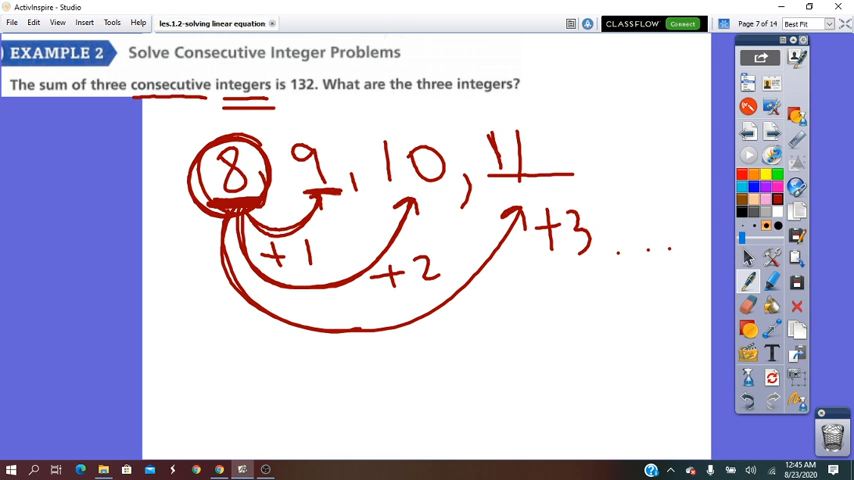 ActivInspire - Studio
File Edit View Insert Tools Help
les.1.2-solving linear equation
CLASSFLOW Connect
Page 7 of 14
Best Fit
EXAMPLE 2 Solve Consecutive Integer Problems
The sum of three consecutive integers is 132. What are the three integers?
8, 9, 10, 11
+1 +2 +3 ....
12:45 AM
8/23/2020